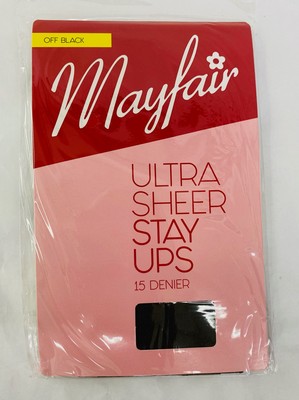 OFF BLACK
Mayfair
ULTRA
SHEER
STAY
UPS
15 DENIER